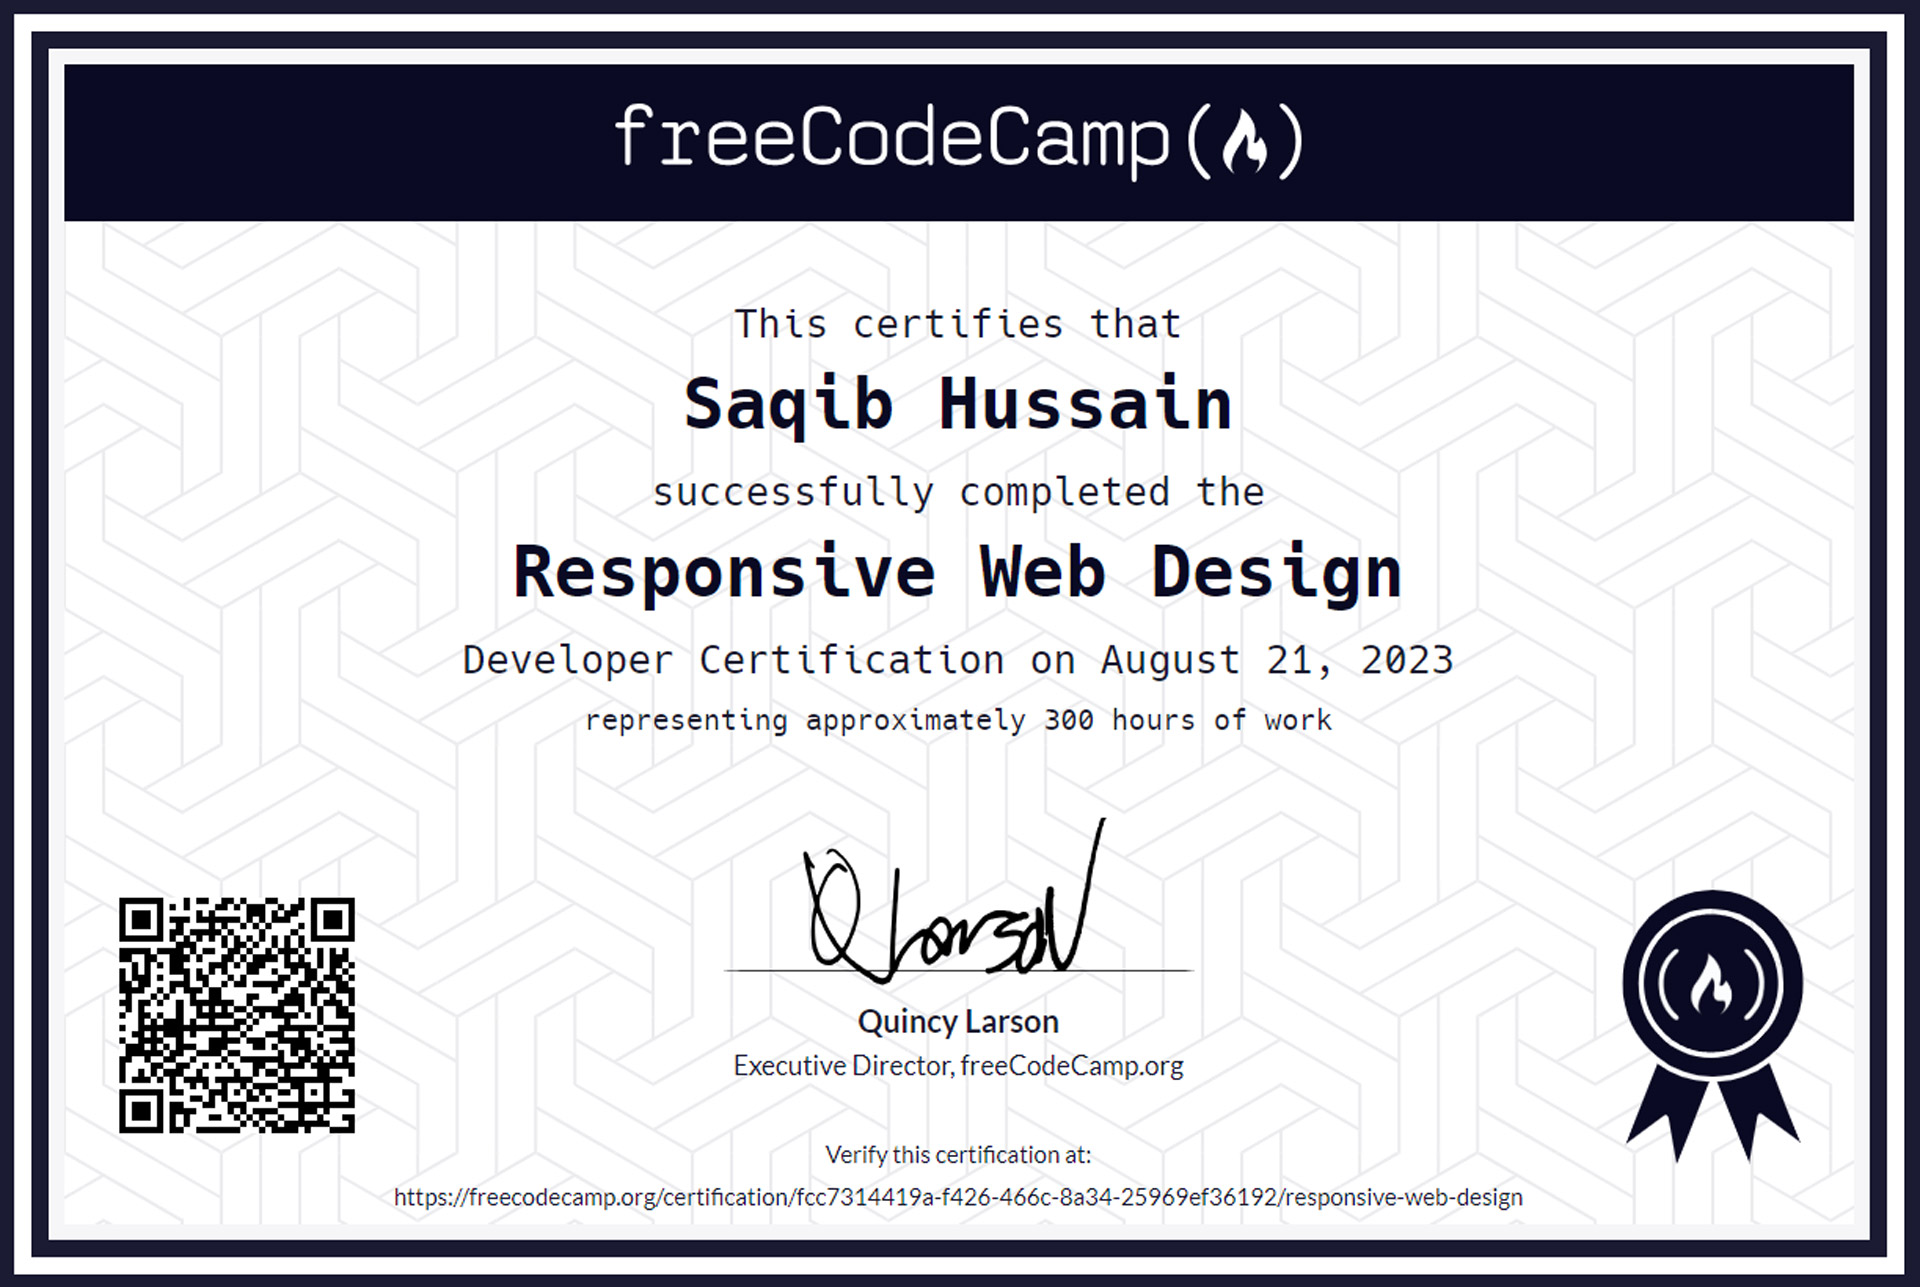 freeCodeCamp
This certifies that
Saqib Hussain
successfully completed the
Responsive Web Design
Developer Certification on August 21, 2023
representing approximately 300 hours of work
Q Larson
Quincy Larson
Executive Director, freeCodeCamp.org
Verify this certification at:
https://freecodecamp.org/certification/fcc7314419a-f426-466c-8a34-25969ef36192/responsive-web-design